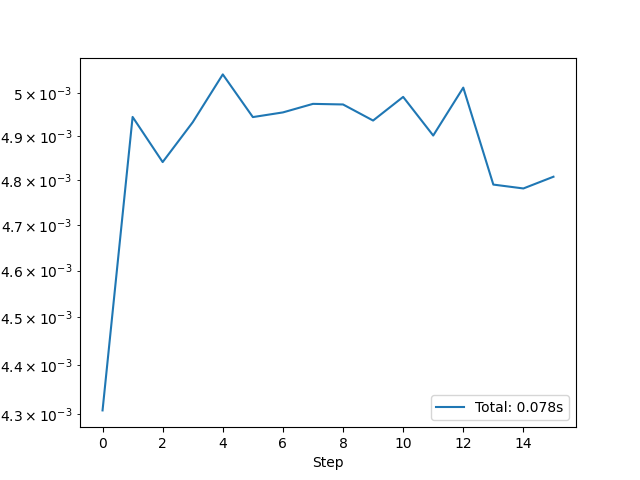 5 × 10⁻³
4.9 × 10⁻³
4.8 × 10⁻³
4.7 × 10⁻³
4.6 × 10⁻³
4.5 × 10⁻³
4.4 × 10⁻³
4.3 × 10⁻³
Total: 0.078s
0 2 4 6 8 10 12 14
Step